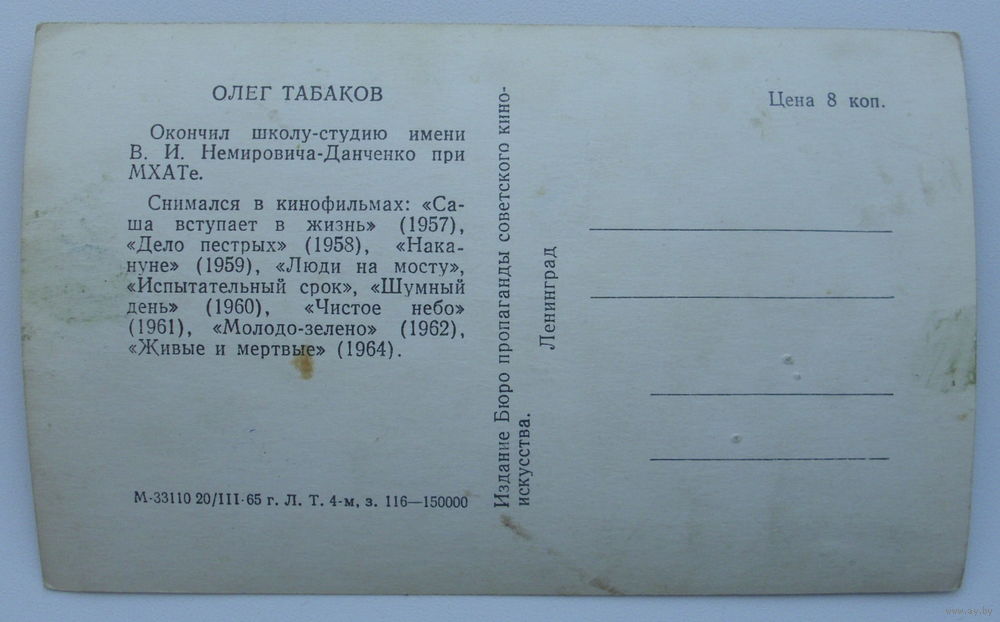 ОЛЕГ ТАБАКОВ
Окончил школу-студию имени
В. И. Немировича-Данченко при
МХАТе.
Снимался в кинофильмах: «Са-
ша вступает в жизнь» (1957),
«Дело пестрых» (1958), «Нака-
нуне» (1959), «Люди на мосту»,
«Испытательный срок», «Шумный
день» (1960), «Чистое небо»
(1961), «Молодо-зелено» (1962),
«Живые и мертвые» (1964).
М-33110 20/III-65 г. Л. Т. 4-м, з. 116—150000
Издание Бюро пропаганды советского кино-
искусства.
Ленинград
Цена 8 коп.
www.ay.by